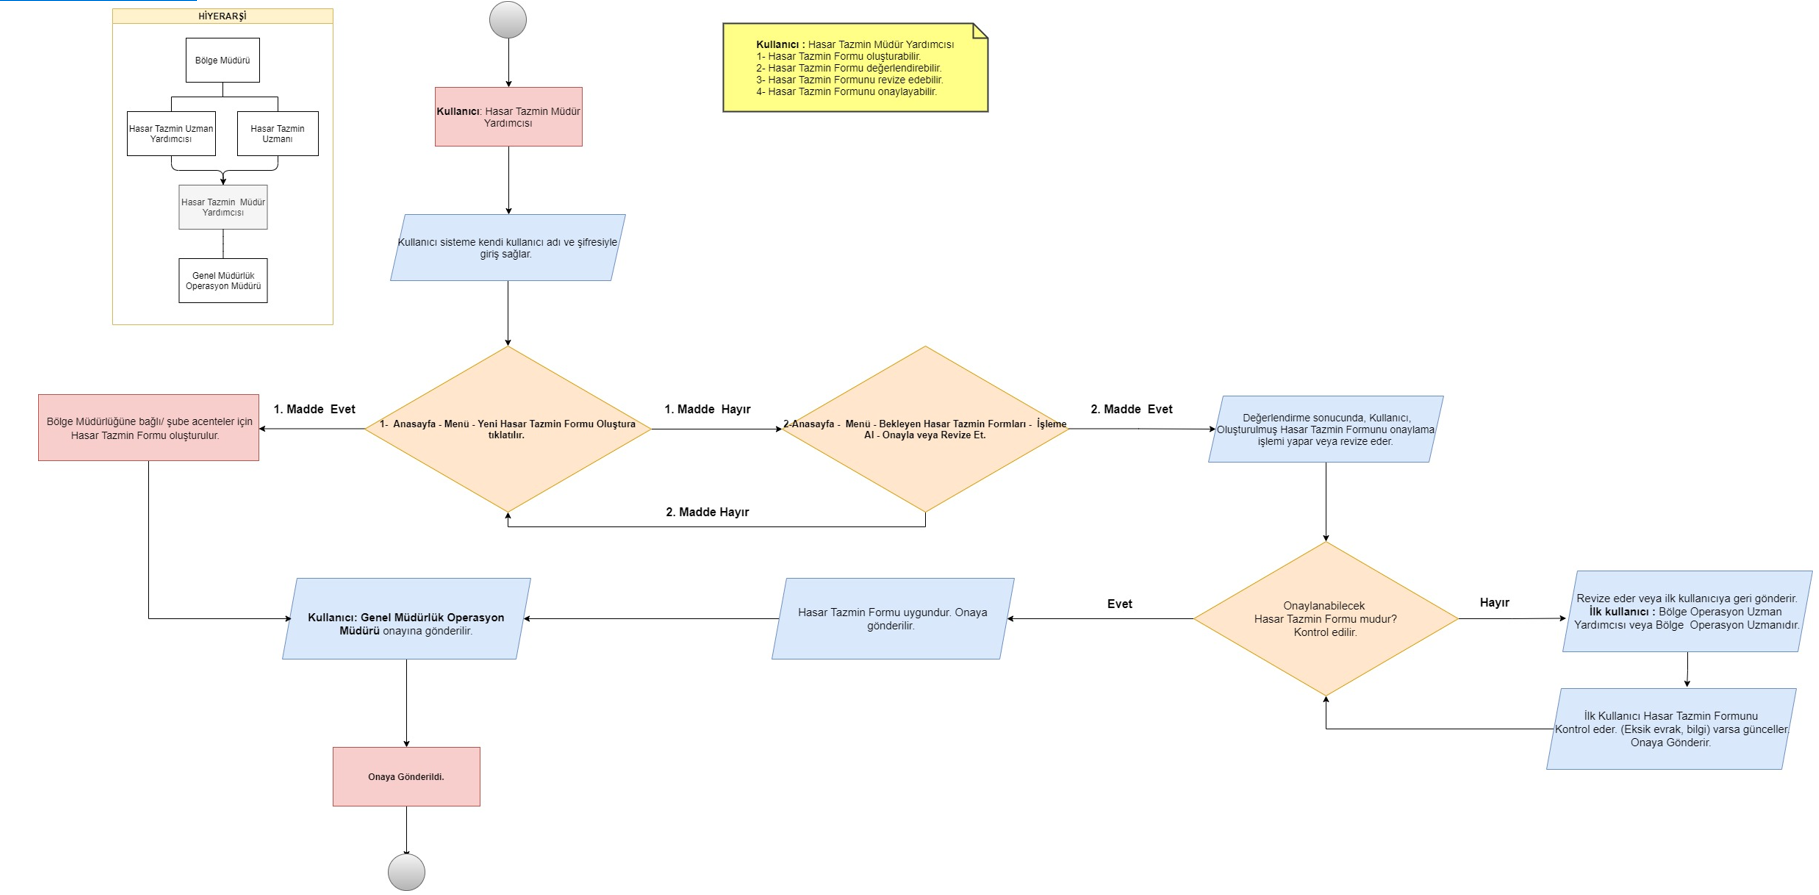 HİYERARŞİ
Bölge Müdürü
Hasar Tazmin Uzman
Yardımcısı
Hasar Tazmin
Uzmanı
Hasar Tazmin  Müdür
Yardımcısı
Genel Müdürlük
Operasyon Müdürü
Kullanıcı: Hasar Tazmin Müdür
Yardımcısı
Kullanıcı : Hasar Tazmin Müdür Yardımcısı
1- Hasar Tazmin Formu oluşturabilir.
2- Hasar Tazmin Formu değerlendirebilir.
3- Hasar Tazmin Formunu revize edebilir.
4- Hasar Tazmin Formunu onaylayabilir.
Kullanıcı sisteme kendi kullanıcı adı ve şifresiyle
giriş sağlar.
1-  Anasayfa - Menü - Yeni Hasar Tazmin Formu Oluştura
tıklatılır.
1. Madde  Evet
Bölge Müdürlüğüne bağlı/ şube acenteler için
Hasar Tazmin Formu oluşturulur.
1. Madde  Hayır
2-Anasayfa -  Menü - Bekleyen Hasar Tazmin Formları -  İşleme
Al - Onayla veya Revize Et.
2. Madde  Evet
Değerlendirme sonucunda, Kullanıcı,
Oluşturulmuş Hasar Tazmin Formunu onaylama
işlemi yapar veya revize eder.
2. Madde Hayır
Onaylanabilecek
Hasar Tazmin Formu mudur?
Kontrol edilir.
Evet
Hayır
Hasar Tazmin Formu uygundur. Onaya
gönderilir.
Kullanıcı: Genel Müdürlük Operasyon
Müdürü onayına gönderilir.
Revize eder veya ilk kullanıcıya geri gönderir.
İlk kullanıcı : Bölge Operasyon Uzman
Yardımcısı veya Bölge  Operasyon Uzmanıdır.
İlk Kullanıcı Hasar Tazmin Formunu
Kontrol eder. (Eksik evrak, bilgi) varsa günceller.
Onaya Gönderir.
Onaya Gönderildi.